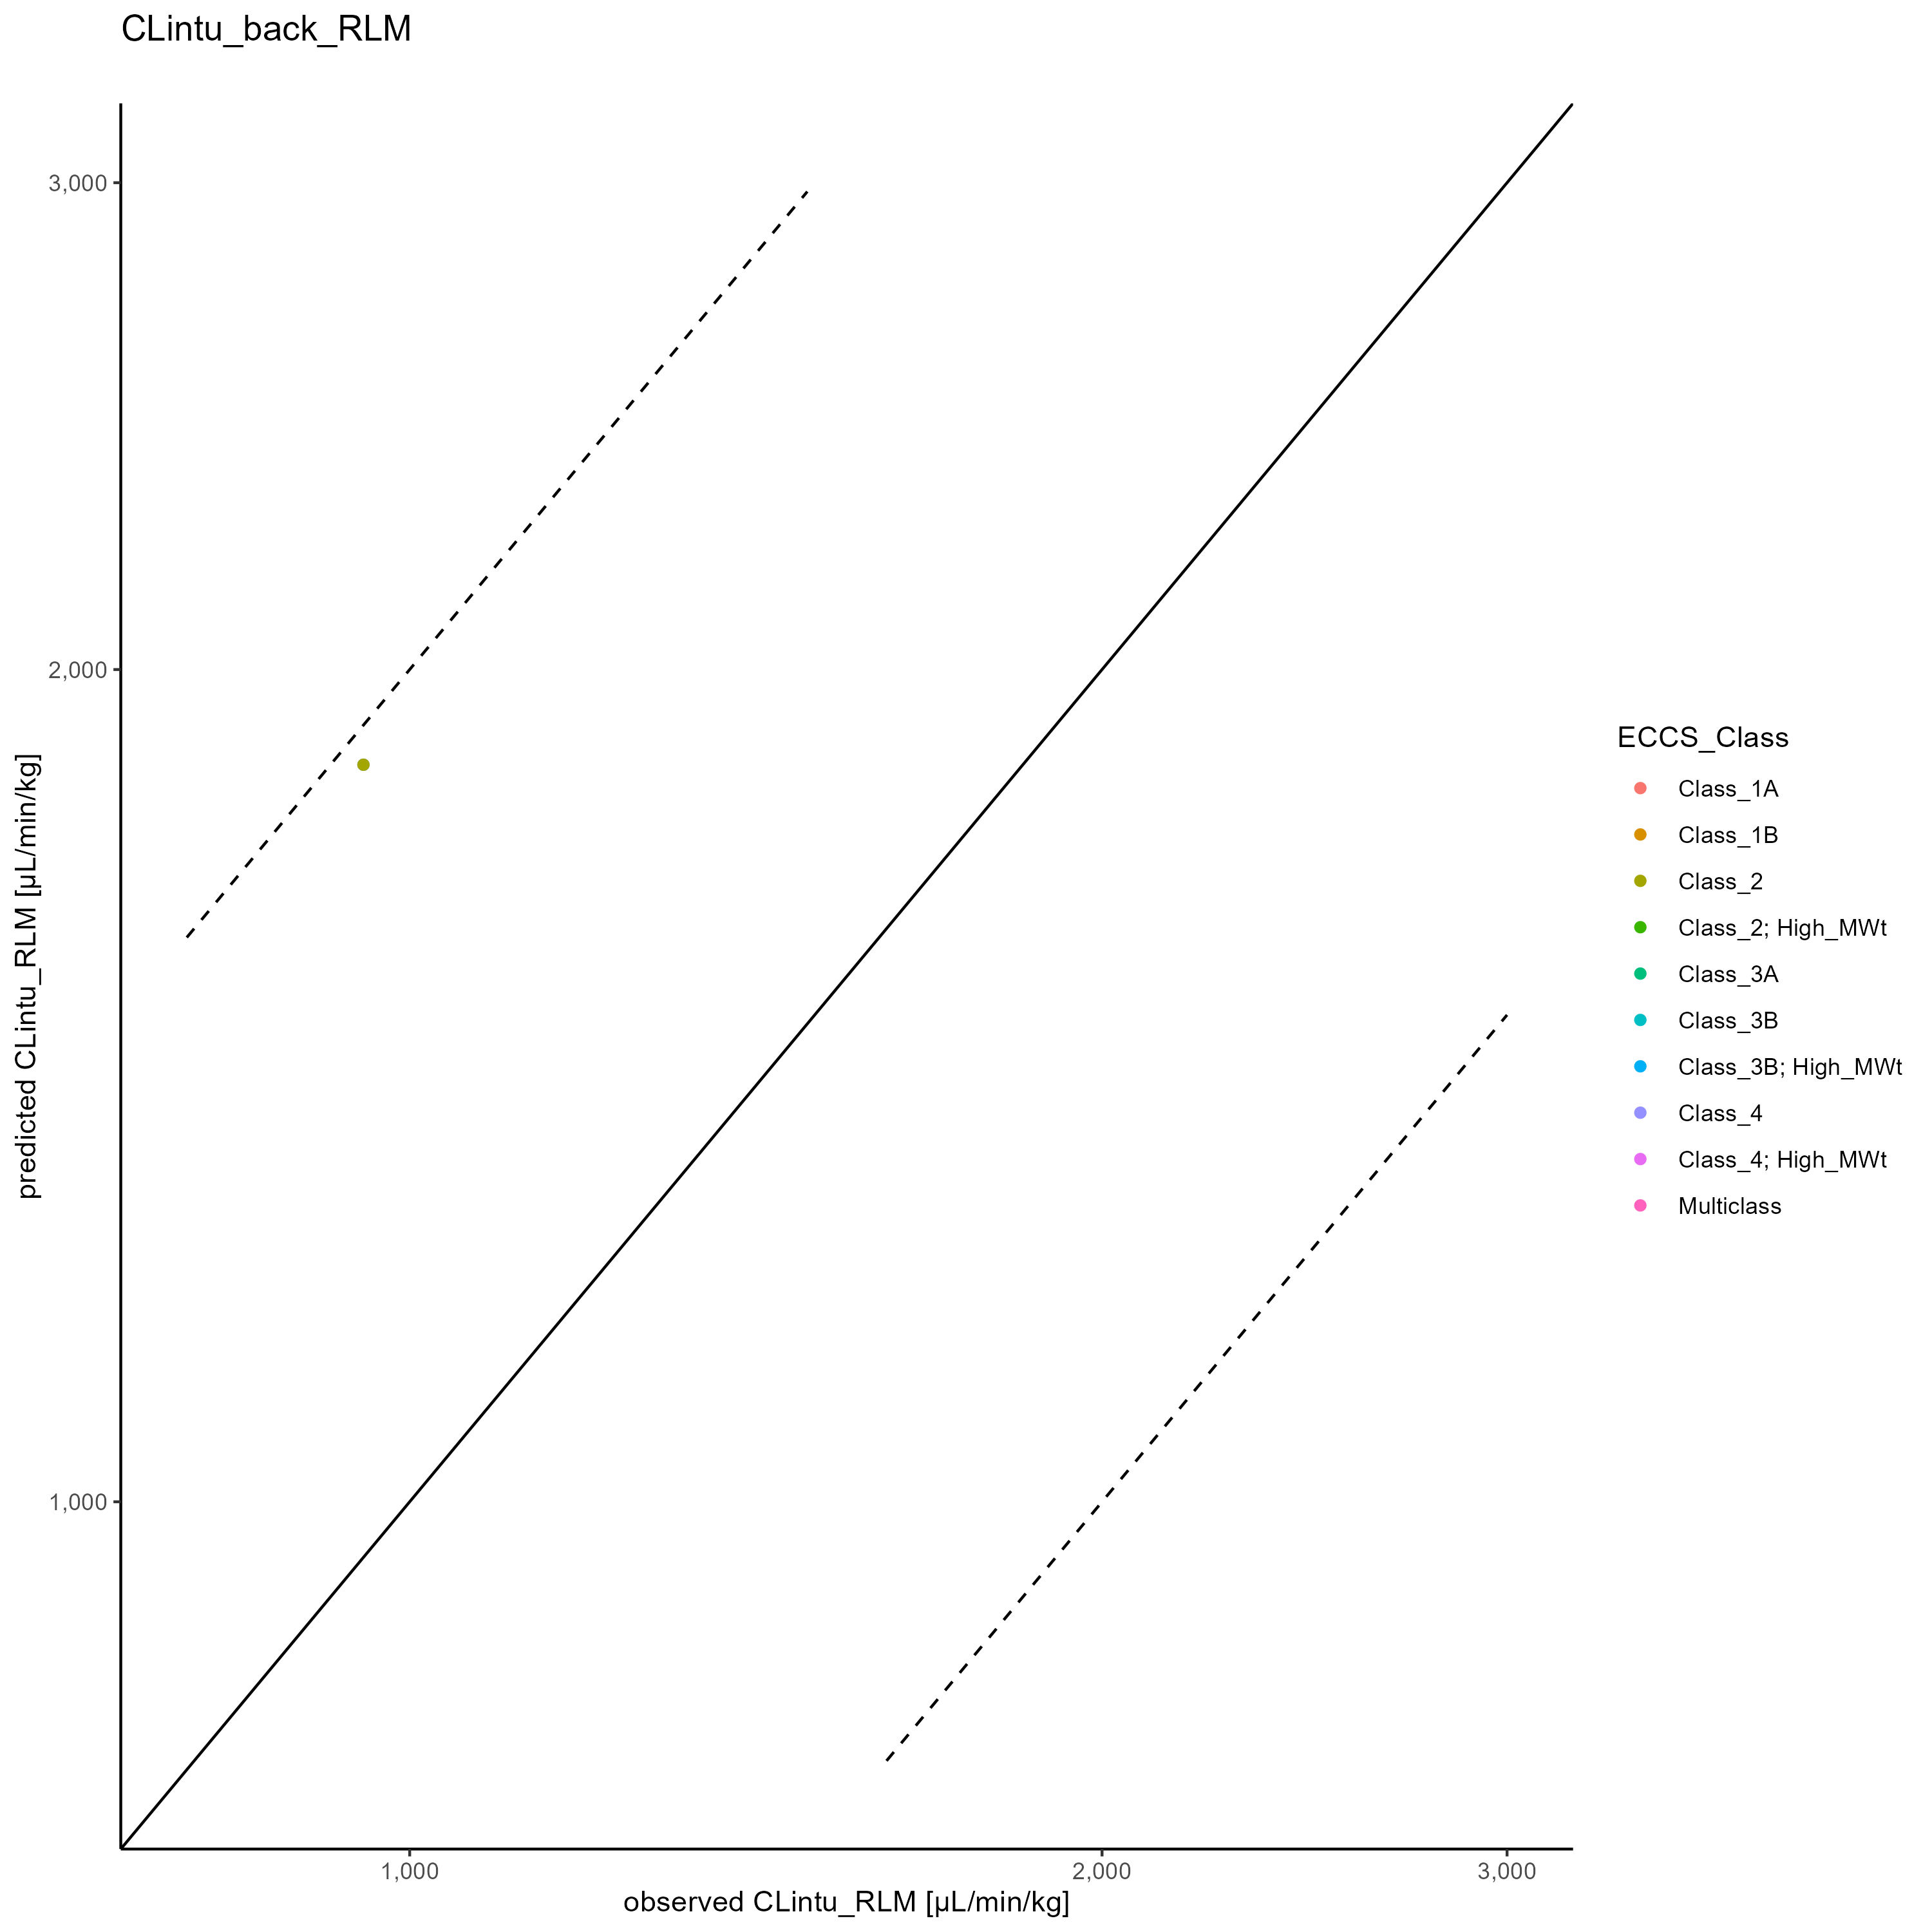 CLintu_back_RLM
3,000
2,000
1,000
predicted CLintu_RLM [µL/min/kg]
1,000
2,000
3,000
observed CLintu_RLM [µL/min/kg]
ECCS_Class
Class_1A
Class_1B
Class_2
Class_2; High_MWt
Class_3A
Class_3B
Class_3B; High_MWt
Class_4
Class_4; High_MWt
Multiclass